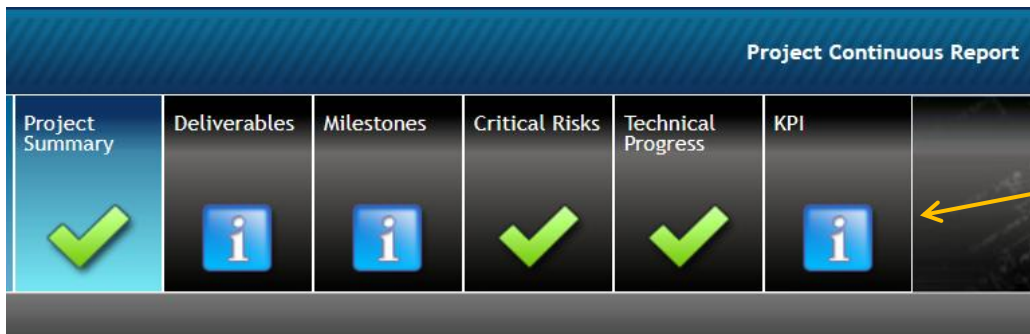 Project Continuous Report
Project
Summary
Deliverables
Milestones
Critical Risks
Technical
Progress
KPI